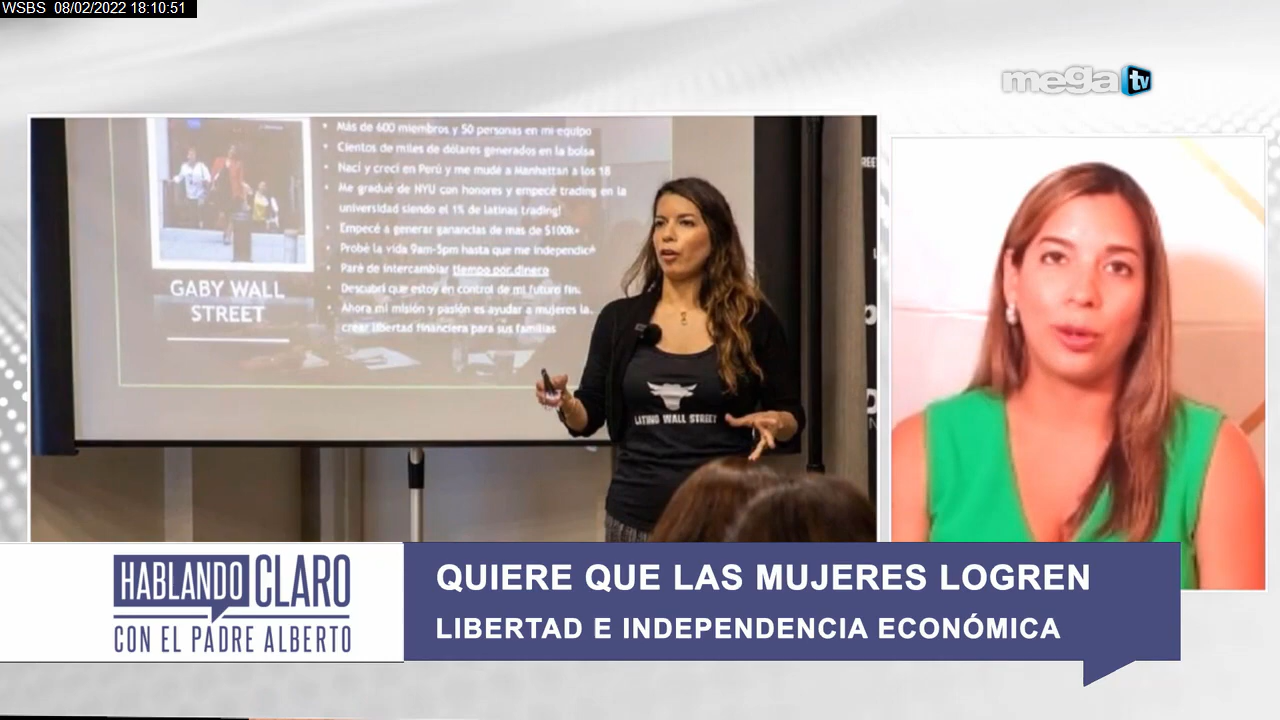 WSBS 08/02/2022 18:10:51
mega tv
• Más de 600 miembros y 50 personas en mi equipo
• Cientos de miles de dólares generados en la bolsa
• Nací y crecí en Perú y me mudé a Manhattan a los 18
• Me gradué de NYU con honores y empecé trading en la
universidad siendo el 1% de latinas trading!
• Empecé a generar ganancias de mas de $100k+
• Probé la vida 9am-5pm hasta que me independicé
• Paré de intercambiar tiempo por dinero
• Descubrí que estoy en control de mi futuro fin.
• Ahora mi misión y pasión es ayudar a mujeres la.
crear libertad financiera para sus familias
GABY WALL
STREET
LATINO WALL STREET
HABLANDO CLARO
CON EL PADRE ALBERTO
QUIERE QUE LAS MUJERES LOGREN
LIBERTAD E INDEPENDENCIA ECONÓMICA